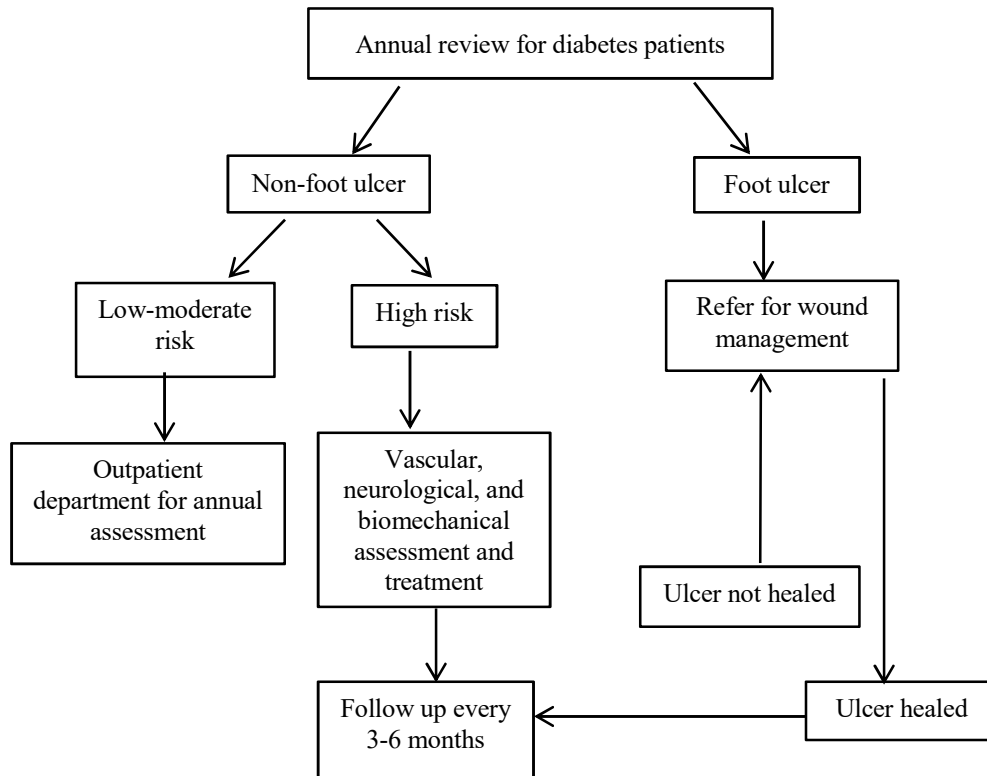 Annual review for diabetes patients
Non-foot ulcer
Foot ulcer
Low-moderate
risk
High risk
Refer for wound
management
Outpatient
department for annual
assessment
Vascular,
neurological, and
biomechanical
assessment and
treatment
Ulcer not healed
Follow up every
3-6 months
Ulcer healed